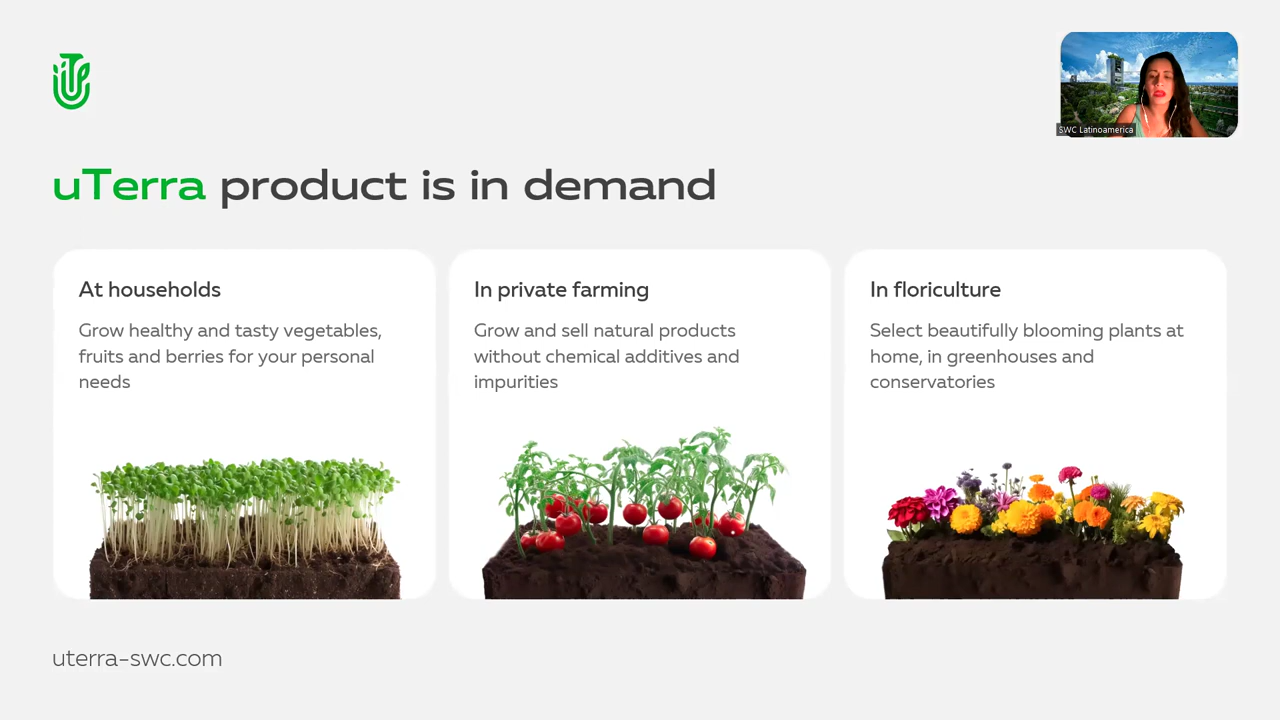 SWC Latinoamerica
uTerra product is in demand
At households
Grow healthy and tasty vegetables,
fruits and berries for your personal
needs
In private farming
Grow and sell natural products
without chemical additives and
impurities
In floriculture
Select beautifully blooming plants at
home, in greenhouses and
conservatories
uterra-swc.com